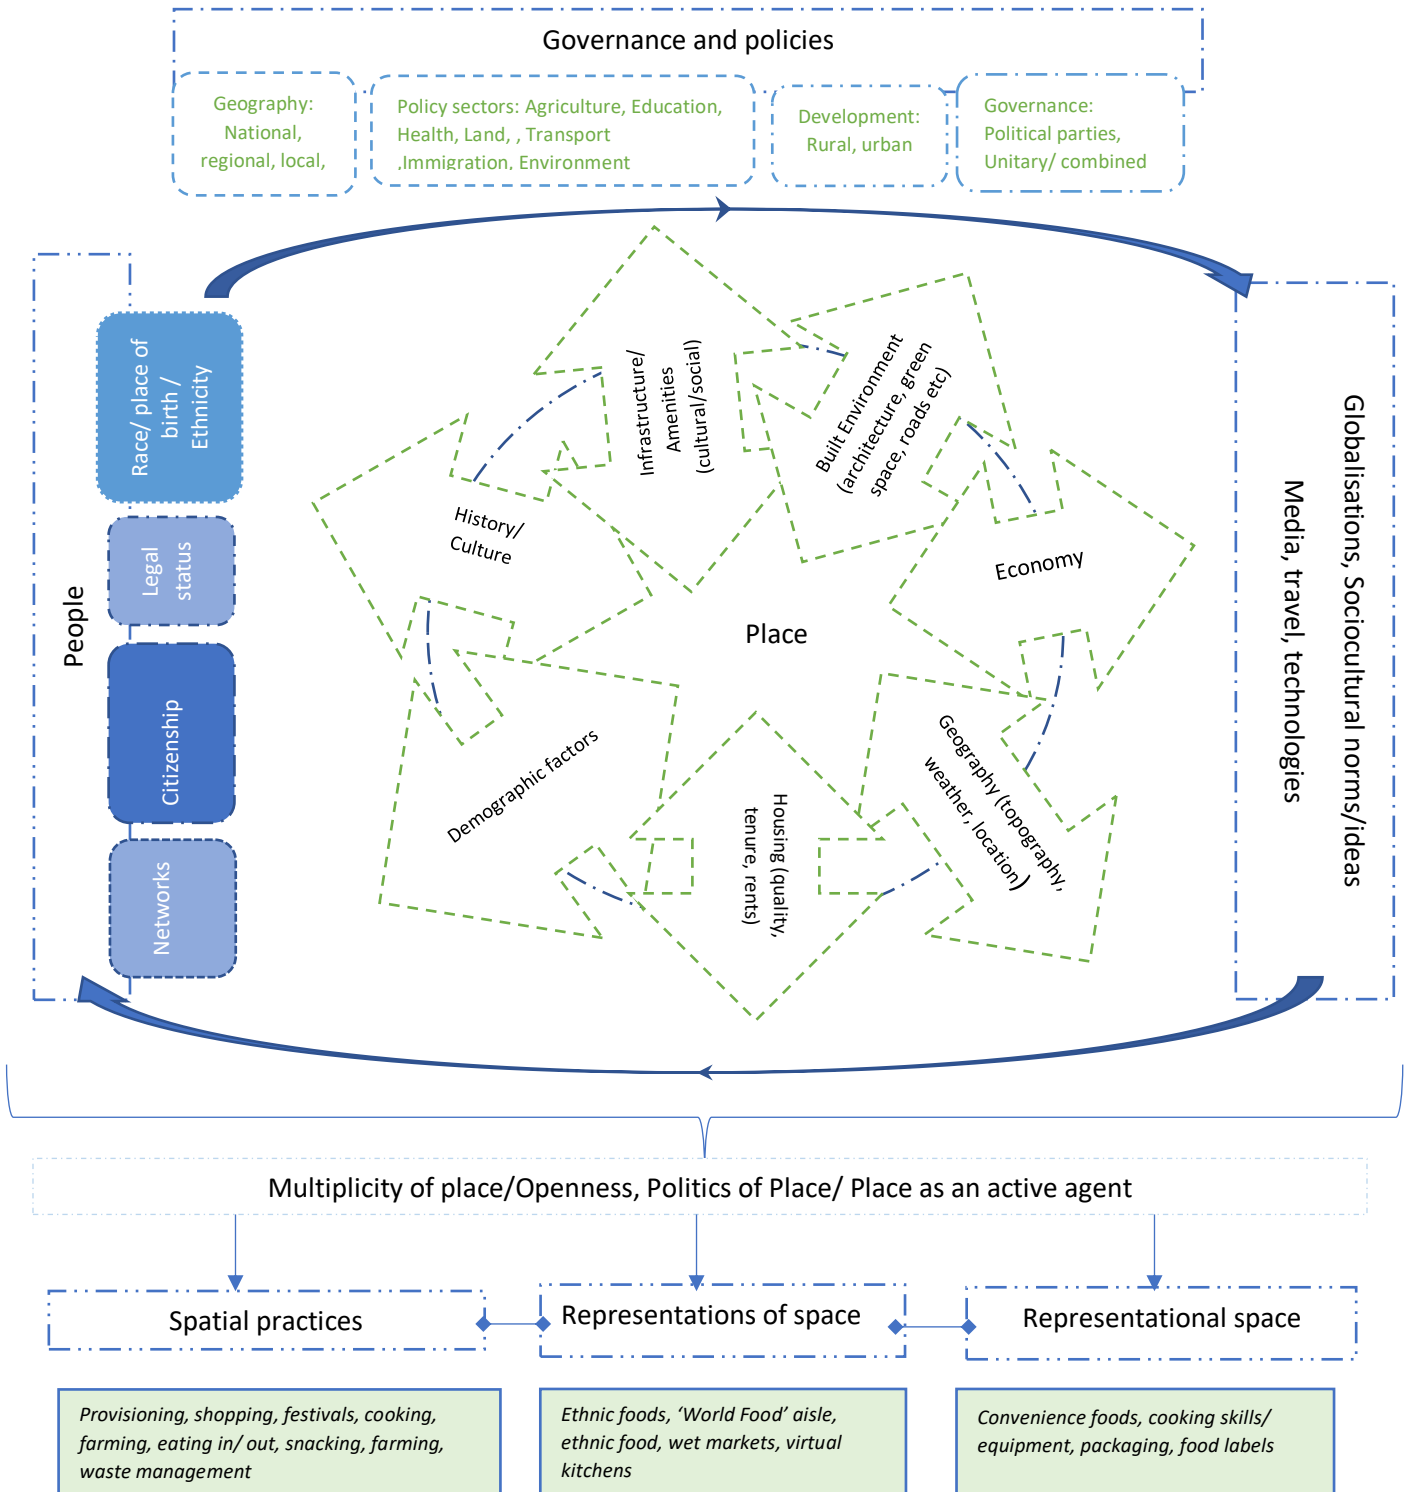 Governance and policies
Geography:
National,
regional, local,
Policy sectors: Agriculture, Education,
Health, Land, , Transport
,Immigration, Environment
Development:
Rural, urban
Governance:
Political parties,
Unitary/ combined
People
Race/ place of
birth /
Ethnicity
Legal
status
Citizenship
Networks
Infrastructure/
Amenities
(cultural/social)
Built Environment
(architecture, green
space, roads etc)
History/
Culture
Economy
Place
Demographic factors
Housing (quality,
tenure, rents)
Geography (topography,
weather, location)
Globalisations, Sociocultural norms/ideas
Media, travel, technologies
Multiplicity of place/Openness, Politics of Place/ Place as an active agent
Spatial practices
Representations of space
Representational space
Provisioning, shopping, festivals, cooking,
farming, eating in/ out, snacking, farming,
waste management
Ethnic foods, ‘World Food’ aisle,
ethnic food, wet markets, virtual
kitchens
Convenience foods, cooking skills/
equipment, packaging, food labels